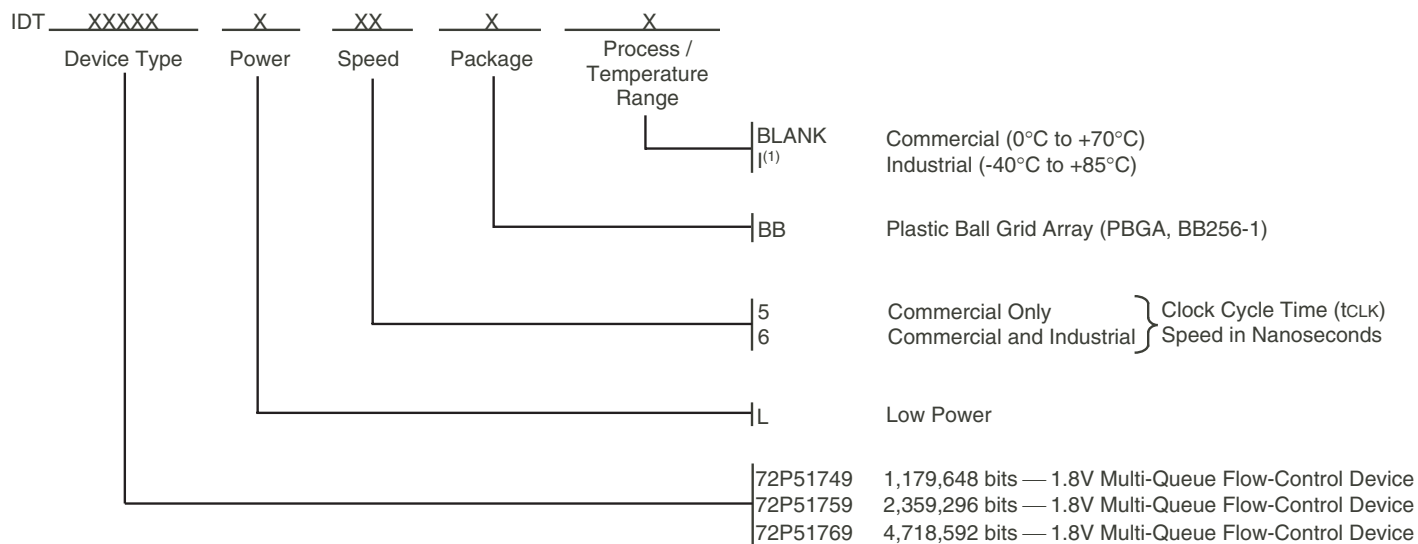 IDT XXXXX X XX X X
Device Type Power Speed Package Process /
Temperature
Range
BLANK Commercial (0°C to +70°C)
I(1) Industrial (-40°C to +85°C)
BB Plastic Ball Grid Array (PBGA, BB256-1)
5 Commercial Only Clock Cycle Time (tCLK)
6 Commercial and Industrial Speed in Nanoseconds
L Low Power
72P51749 1,179,648 bits — 1.8V Multi-Queue Flow-Control Device
72P51759 2,359,296 bits — 1.8V Multi-Queue Flow-Control Device
72P51769 4,718,592 bits — 1.8V Multi-Queue Flow-Control Device